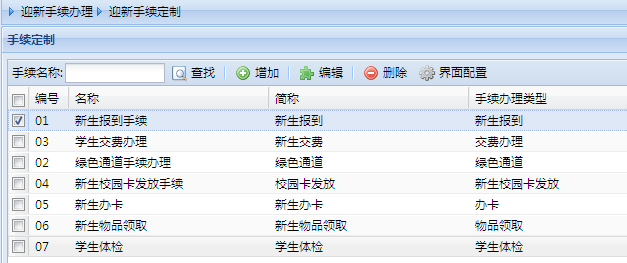 迎新手续办理 迎新手续定制
手续定制
手续名称: 查找 增加 编辑 删除 界面配置
编号 名称 简称 手续办理类型
01 新生报到手续 新生报到 新生报到
03 学生交费办理 新生交费 交费办理
02 绿色通道手续办理 绿色通道 绿色通道
04 新生校园卡发放手续 校园卡发放 新生校园卡发放
05 新生办卡 新生办卡 办卡
06 新生物品领取 新生物品领取 物品领取
07 学生体检 学生体检 学生体检